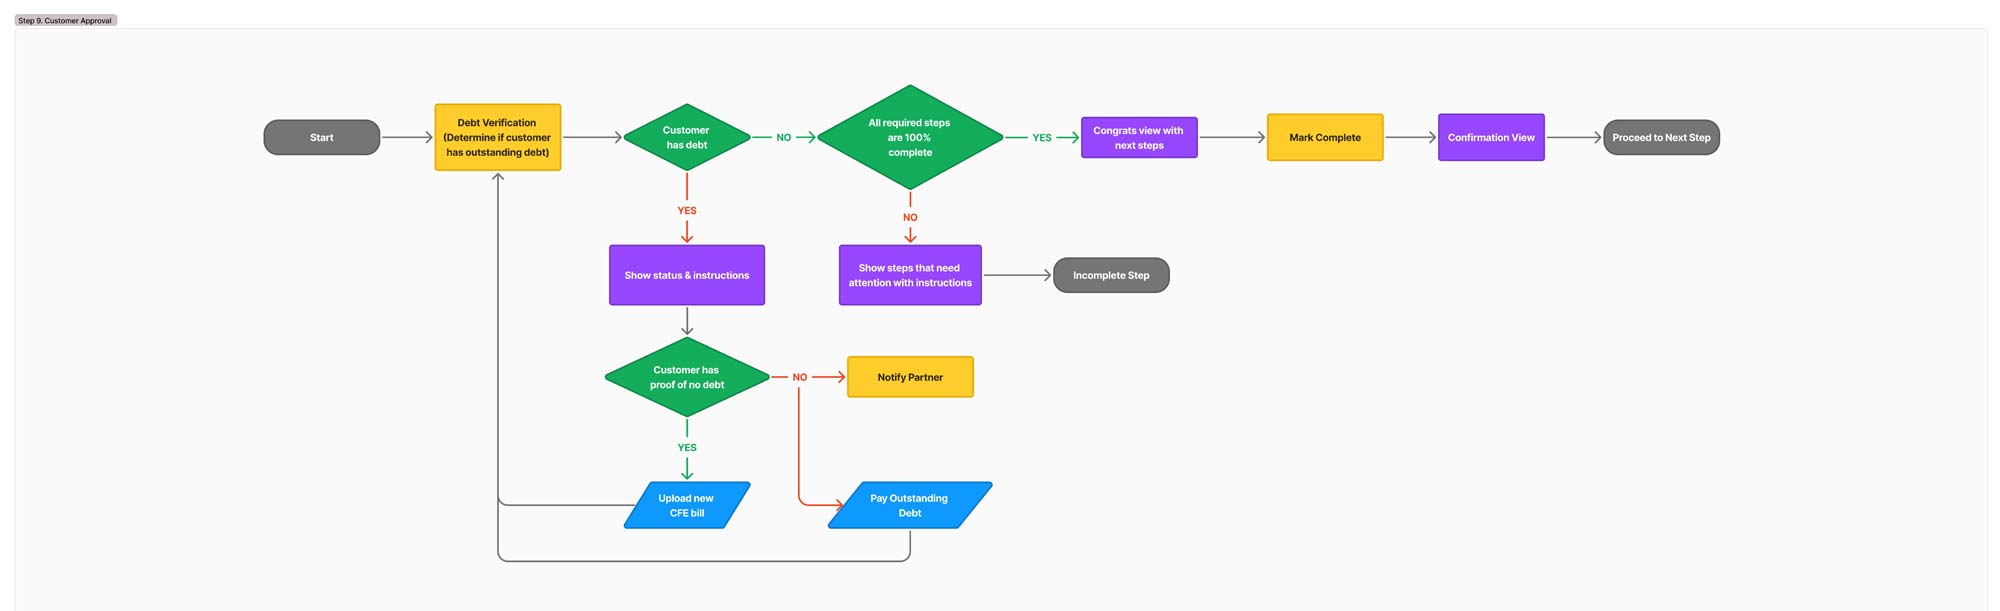 Step 9. Customer Approval
Start
Debt Verification
(Determine if customer
has outstanding debt)
Customer
has debt
NO
All required steps
are 100%
complete
YES
Congrats view with
next steps
Mark Complete
Confirmation View
Proceed to Next Step
YES
NO
Show status & instructions
Show steps that need
attention with instructions
Incomplete Step
Customer has
proof of no debt
NO
Notify Partner
YES
Upload new
CFE bill
Pay Outstanding
Debt